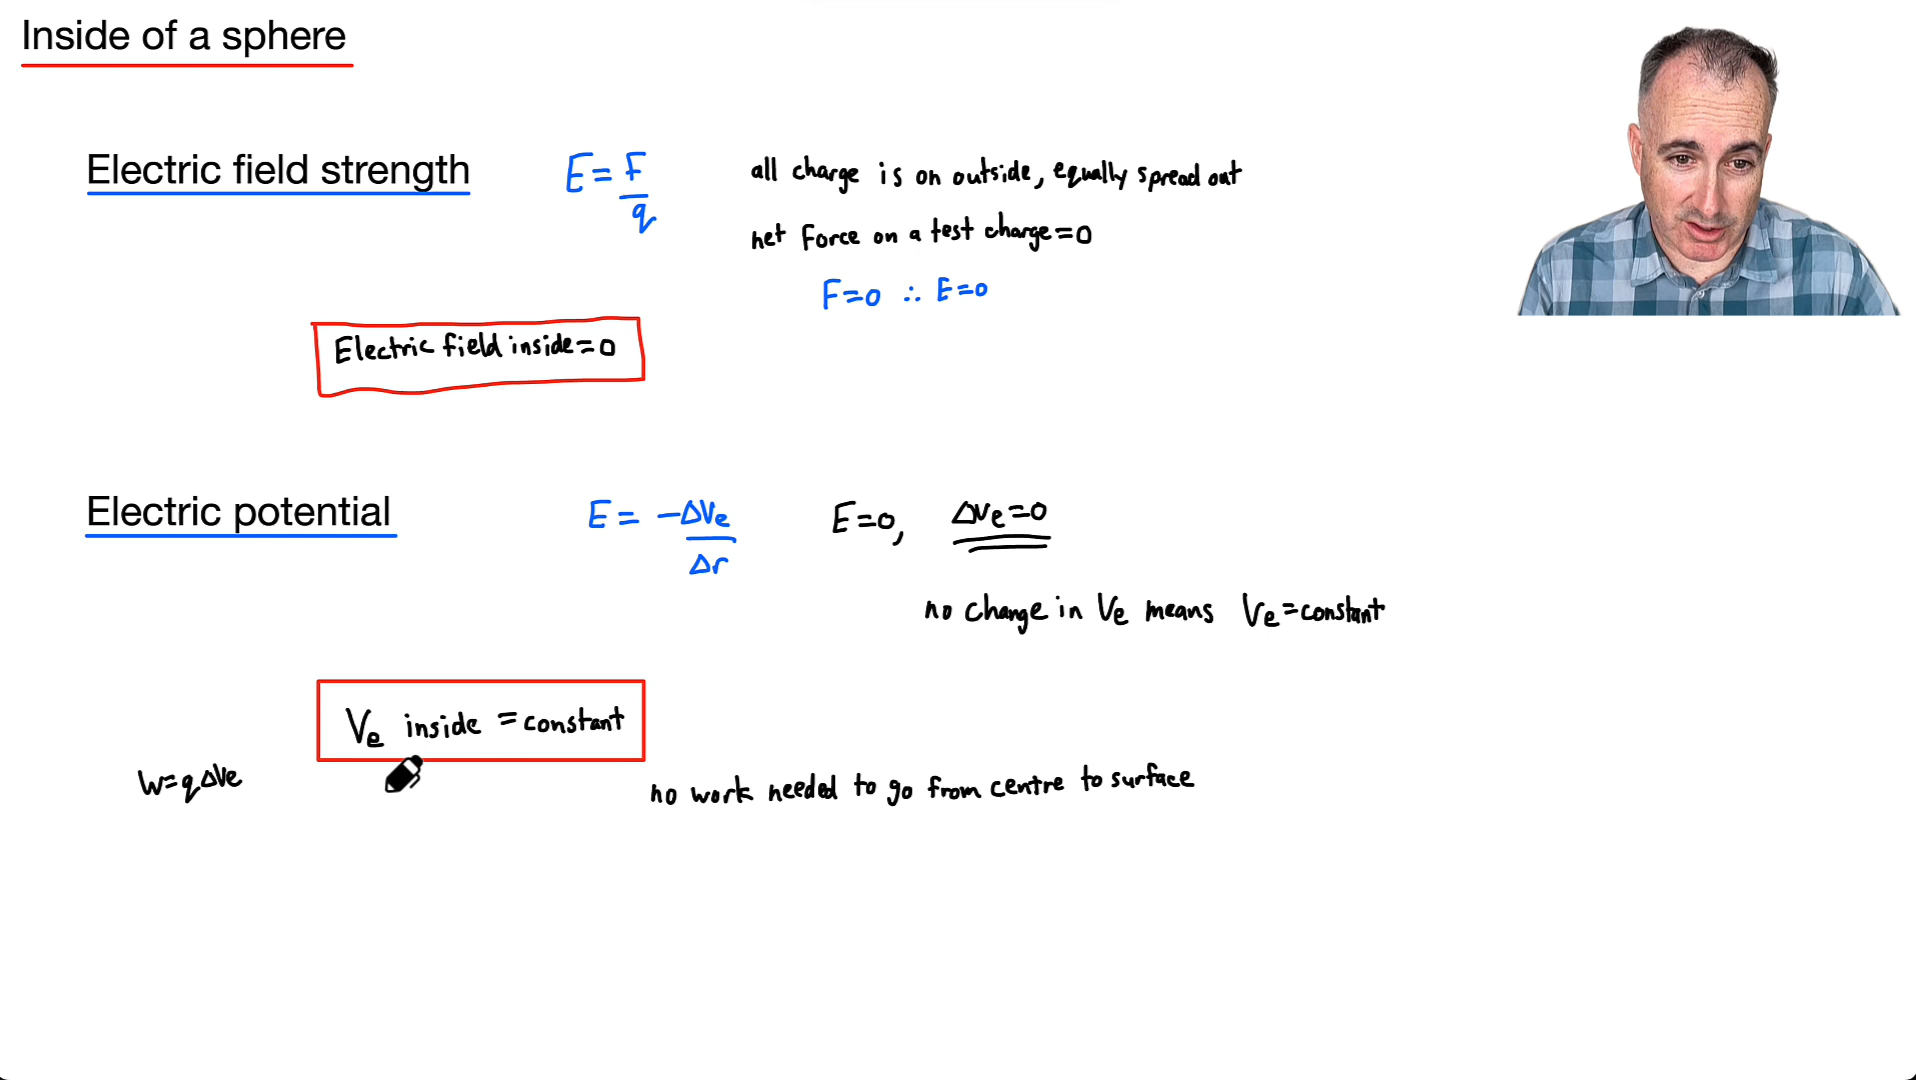 Inside of a sphere
Electric field strength
E = F/q
all charge is on outside, equally spread out
net Force on a test charge = 0
F=0 ∴ E=0
Electric field inside = 0
Electric potential
E = -ΔVe/Δr
E=0, ΔVe=0
no change in Ve means Ve = constant
Ve inside = constant
W=qΔVe
no work needed to go from centre to surface